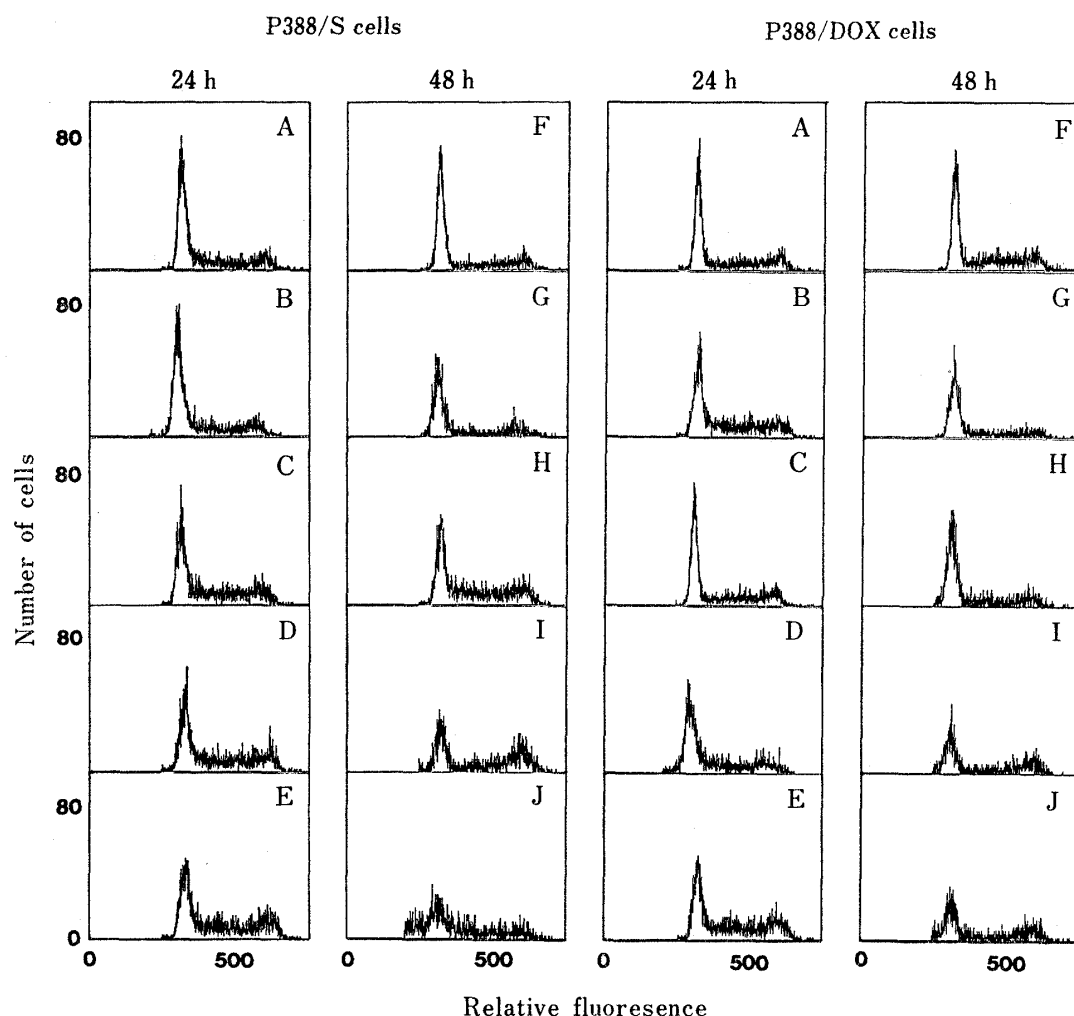 P388/S cells P388/DOX cells
24 h 48 h 24 h 48 h
80 A F A F
80 B G B G
80 C H C H
80 D I D I
80 E J E J
0
0 500 0 500 0 500 0 500
Number of cells
Relative fluoresence